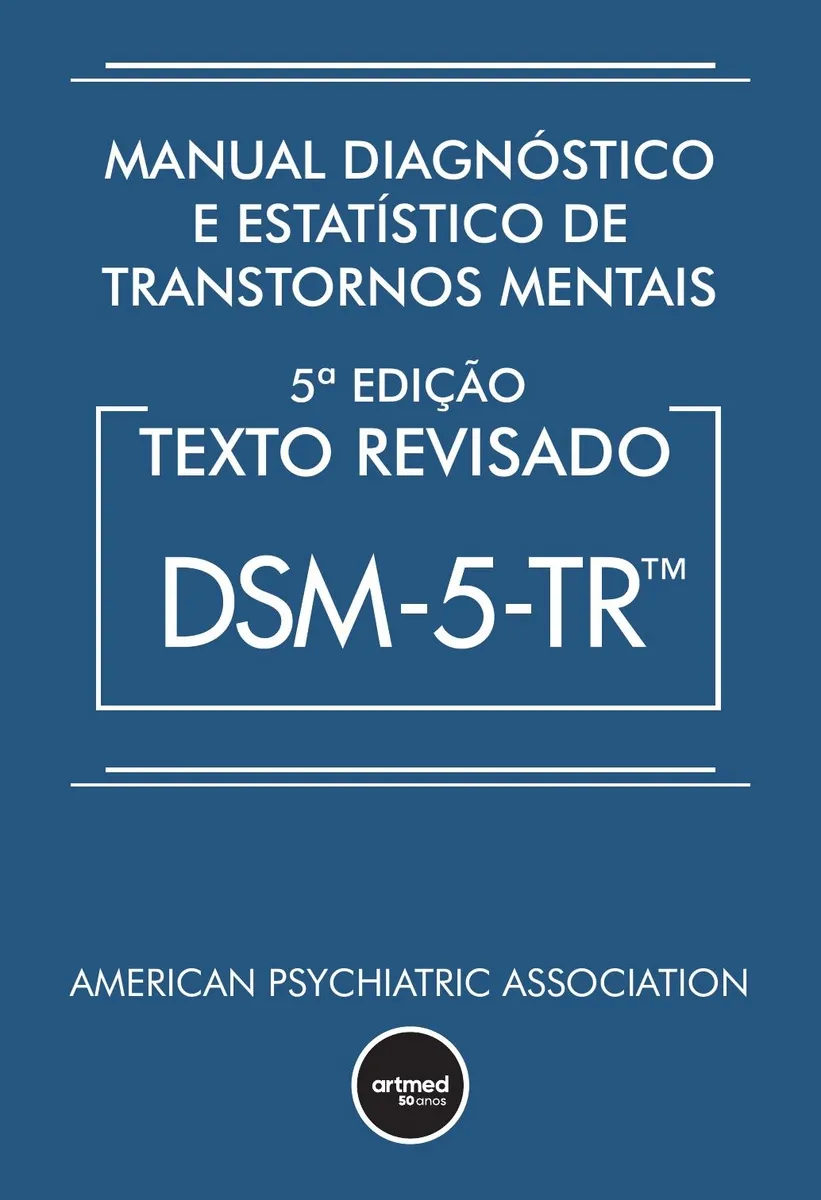 MANUAL DIAGNÓSTICO
E ESTATÍSTICO DE
TRANSTORNOS MENTAIS
5ª EDIÇÃO
TEXTO REVISADO
DSM-5-TR™
AMERICAN PSYCHIATRIC ASSOCIATION
artmed
50 anos